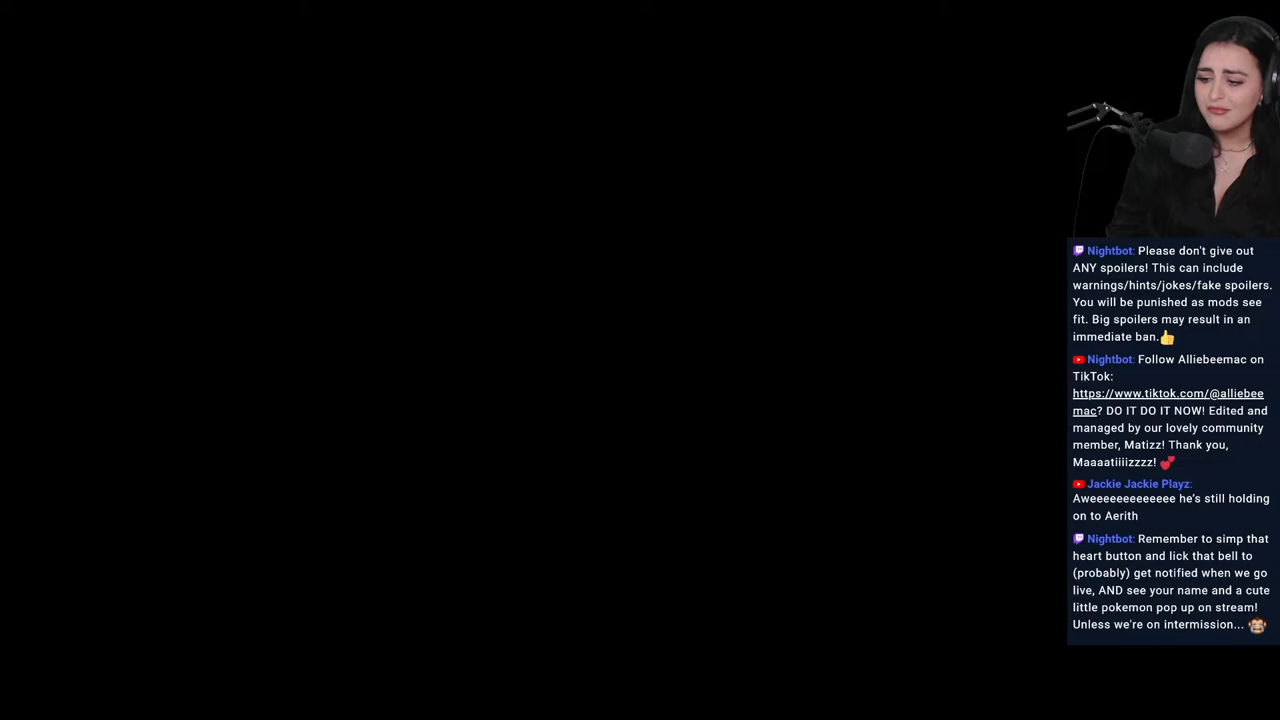 Nightbot: Please don't give out
ANY spoilers! This can include
warnings/hints/jokes/fake spoilers.
You will be punished as mods see
fit. Big spoilers may result in an
immediate ban.👍
Nightbot: Follow Alliebeemac on
TikTok:
https://www.tiktok.com/@alliebee
mac? DO IT DO IT NOW! Edited and
managed by our lovely community
member, Matizz! Thank you,
Maaaatiiiizzzz! 💕
Jackie Jackie Playz:
Aweeeeeeeeeeeee he's still holding
on to Aerith
Nightbot: Remember to simp that
heart button and lick that bell to
(probably) get notified when we go
live, AND see your name and a cute
little pokemon pop up on stream!
Unless we're on intermission... 🙈